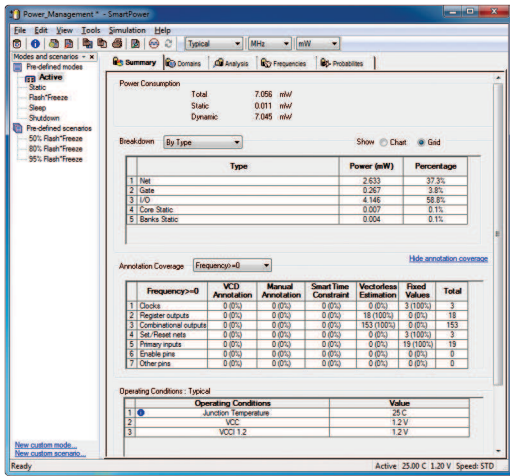 Power_Management * - SmartPower
File Edit View Tools Simulation Help
Typical MHz mW
Modes and scenarios
Pre-defined modes
Active
Static
Flash*Freeze
Sleep
Shutdown
Pre-defined scenarios
50% Flash*Freeze
80% Flash*Freeze
95% Flash*Freeze
New custom mode...
New custom scenario...
Summary Domains Analysis Frequencies Probabilities
Power Consumption
Total 7.056 mW
Static 0.011 mW
Dynamic 7.045 mW
Breakdown By Type Show Chart Grid
Type Power (mW) Percentage
1 Net 2.633 37.3%
2 Gate 0.267 3.8%
3 I/O 4.146 58.8%
4 Core Static 0.007 0.1%
5 Banks Static 0.004 0.1%
Hide annotation coverage
Annotation Coverage Frequency>=0
Frequency>=0 VCD Annotation Manual Annotation SmartTime Constraint Vectorless Estimation Fixed Values Total
1 Clocks 0 (0%) 0 (0%) 0 (0%) 0 (0%) 3 (100%) 3
2 Register outputs 0 (0%) 0 (0%) 0 (0%) 18 (100%) 0 (0%) 18
3 Combinational outputs 0 (0%) 0 (0%) 0 (0%) 153 (100%) 0 (0%) 153
4 Set/Reset nets 0 (0%) 0 (0%) 0 (0%) 0 (0%) 3 (100%) 3
5 Primary inputs 0 (0%) 0 (0%) 0 (0%) 0 (0%) 19 (100%) 19
6 Enable pins 0 (0%) 0 (0%) 0 (0%) 0 (0%) 0 (0%) 0
7 Other pins 0 (0%) 0 (0%) 0 (0%) 0 (0%) 0 (0%) 0
Operating Conditions : Typical
Operating Conditions Value
1 Junction Temperature 25 C
2 VCC 1.2 V
3 VCCI 1.2 1.2 V
Ready Active 25.00 C 1.20 V Speed: STD